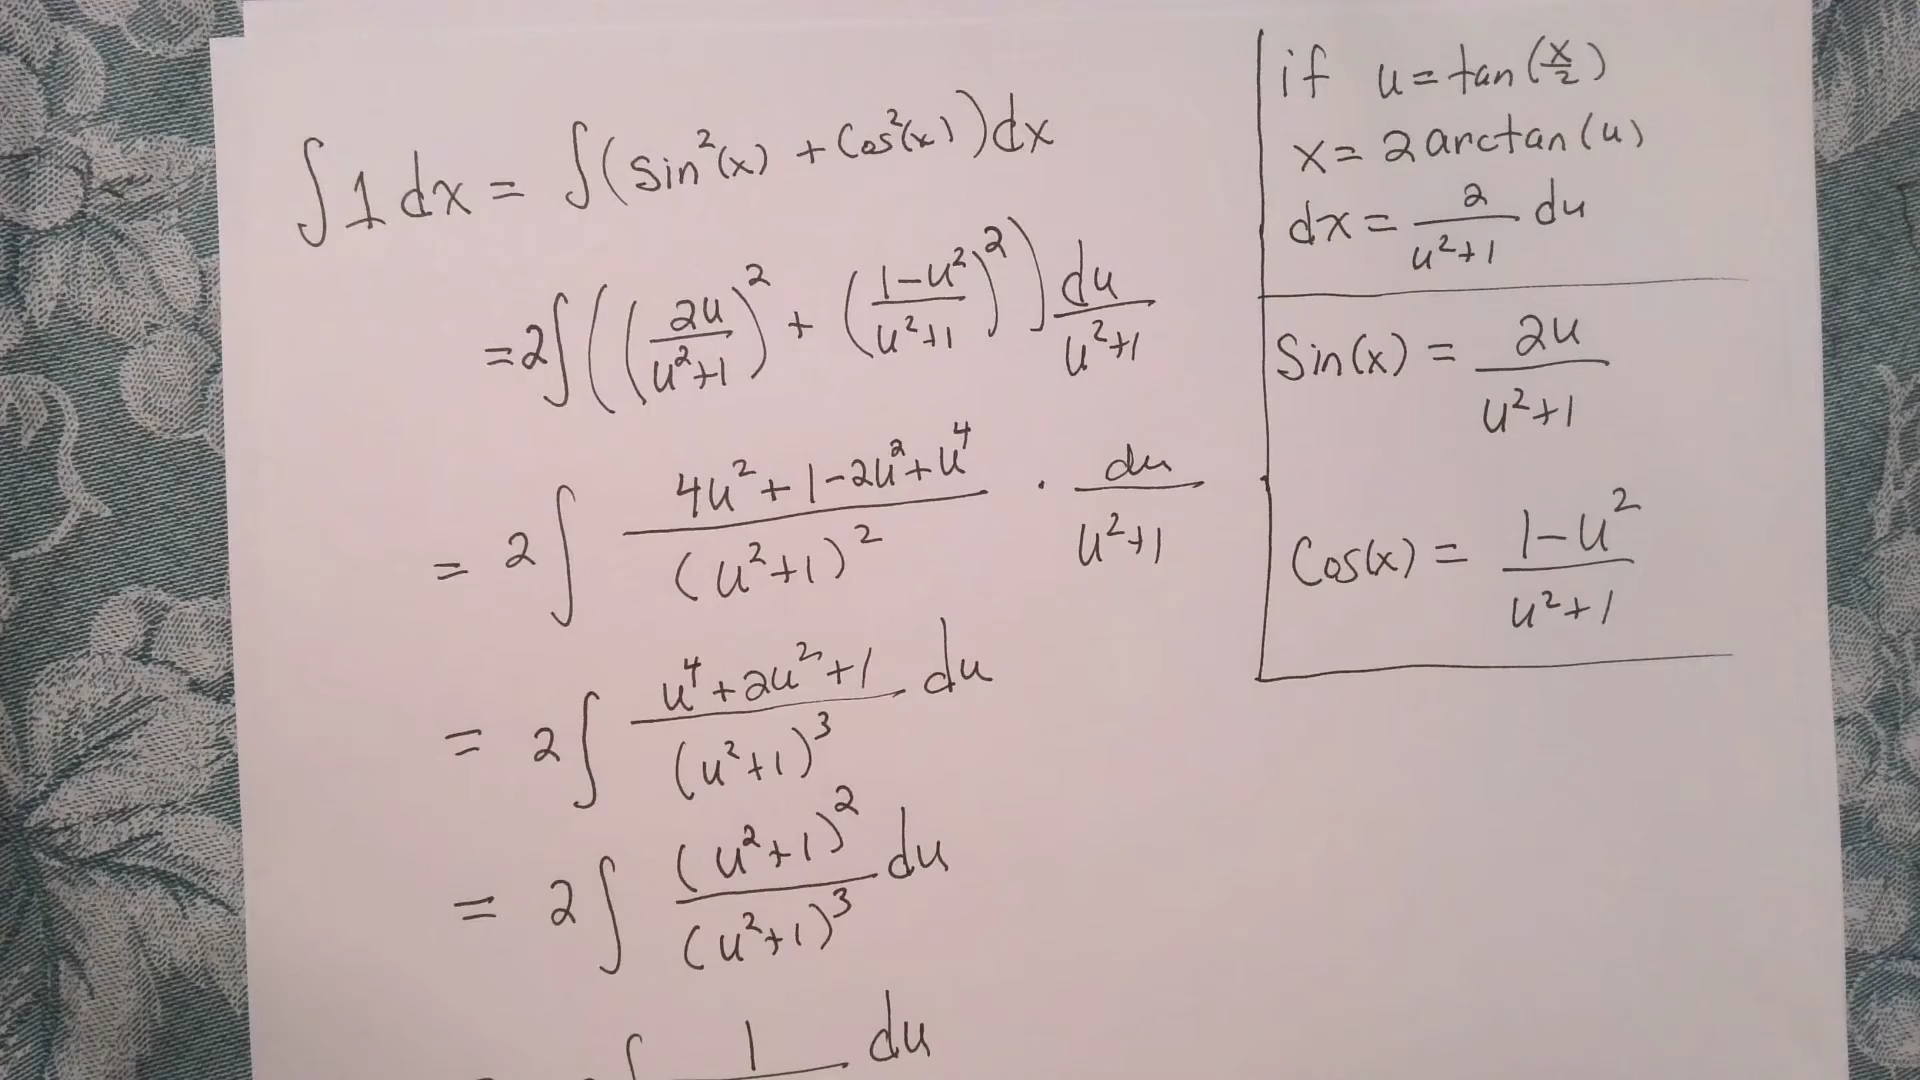 ∫ 1 dx = ∫ (sin²(x) + cos²(x)) dx
= 2 ∫ ((2u/(u²+1))² + ((1-u²)/(u²+1))²) du/(u²+1)
= 2 ∫ (4u²+1-2u²+u⁴)/(u²+1)² · du/(u²+1)
= 2 ∫ (u⁴+2u²+1)/(u²+1)³ du
= 2 ∫ (u²+1)²/(u²+1)³ du
∫ 1 du
if u = tan(x/2)
x = 2 arctan(u)
dx = 2/(u²+1) du
Sin(x) = 2u/(u²+1)
Cos(x) = (1-u²)/(u²+1)